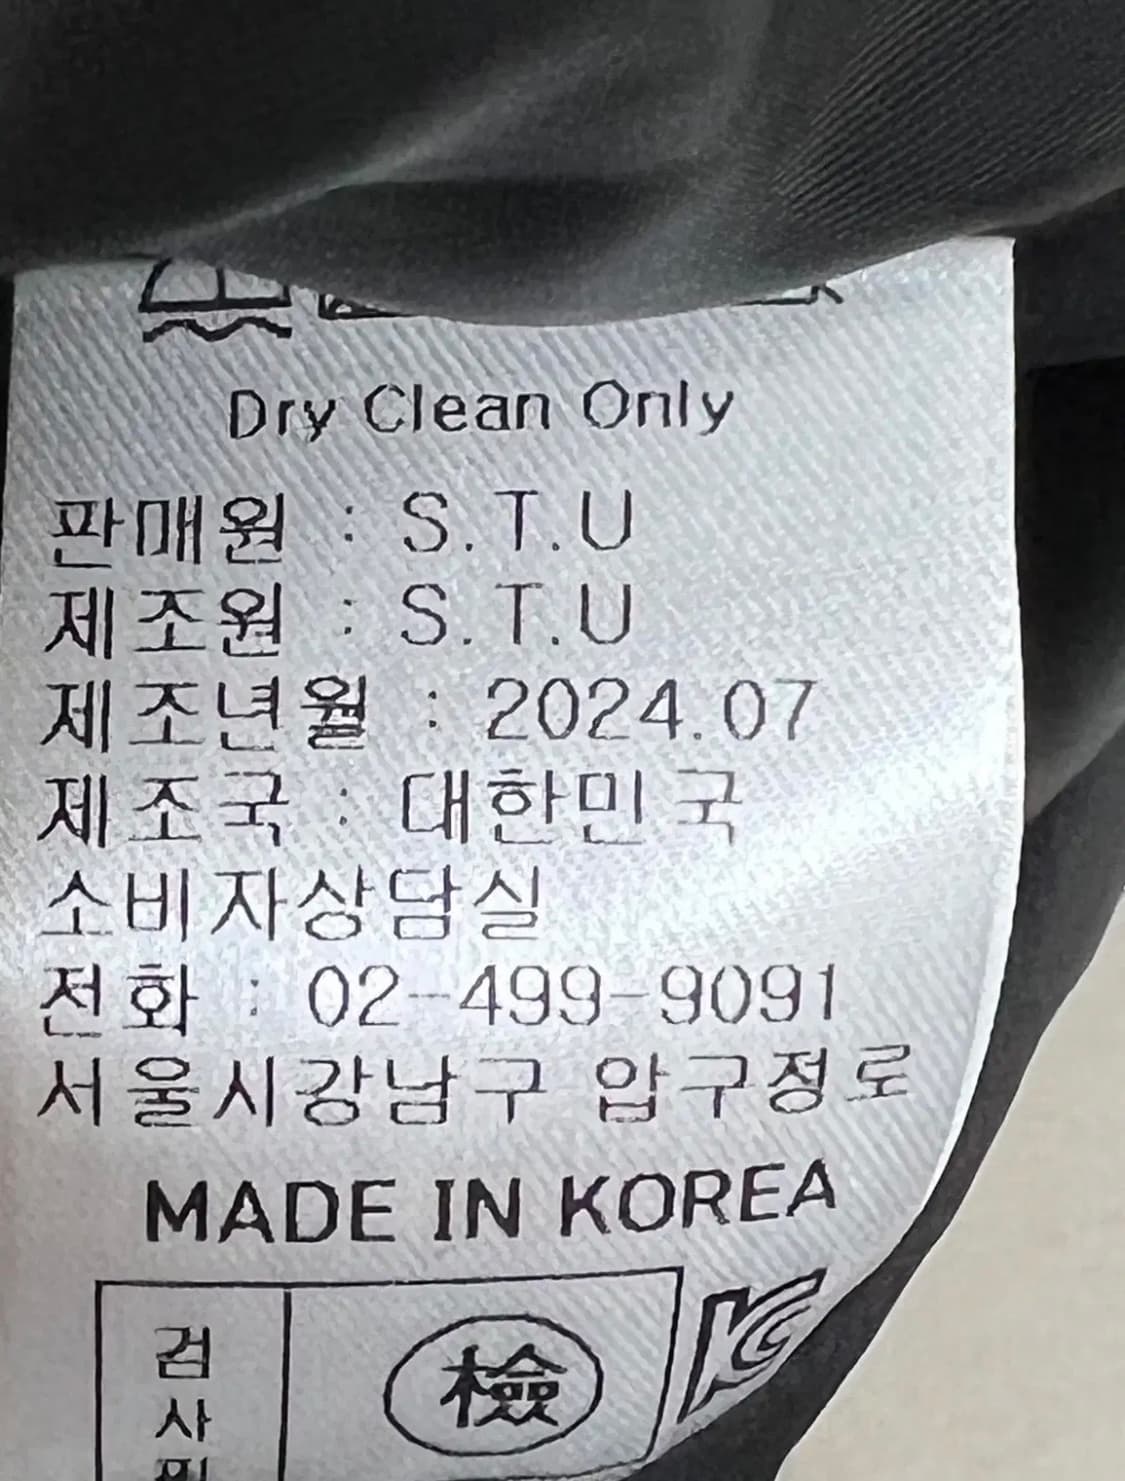 Dry Clean Only
판매원 : S.T.U
제조원 : S.T.U
제조년월 : 2024.07
제조국 : 대한민국
소비자상담실
전화 : 02-499-9091
서울시강남구 압구정로
MADE IN KOREA
검사
檢
KC